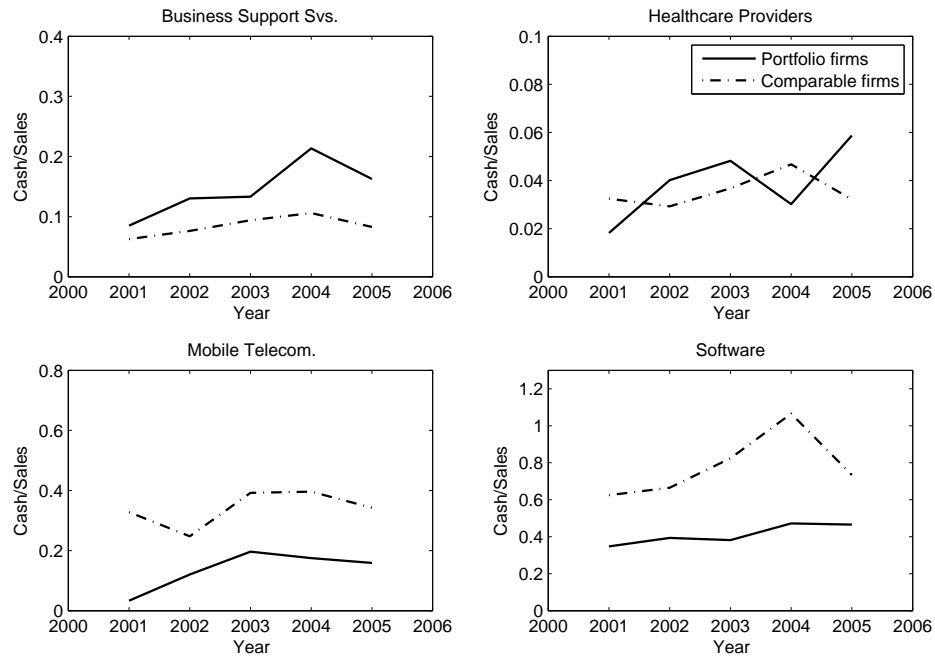 Business Support Svs.
Cash/Sales
0.4
0.3
0.2
0.1
0
2000 2001 2002 2003 2004 2005 2006
Year
Healthcare Providers
Cash/Sales
0.1
0.08
0.06
0.04
0.02
0
2000 2001 2002 2003 2004 2005 2006
Year
Portfolio firms
Comparable firms
Mobile Telecom.
Cash/Sales
0.8
0.6
0.4
0.2
0
2000 2001 2002 2003 2004 2005 2006
Year
Software
Cash/Sales
1.2
1
0.8
0.6
0.4
0.2
0
2000 2001 2002 2003 2004 2005 2006
Year